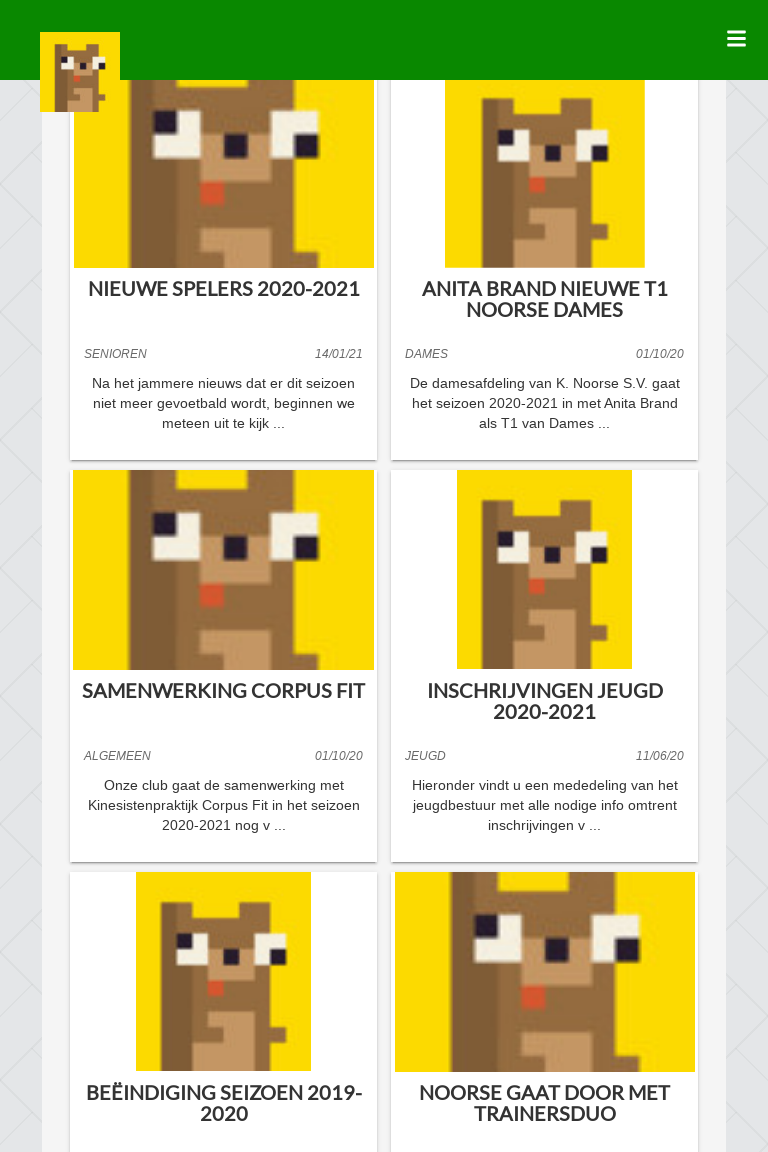 NIEUWE SPELERS 2020-2021
SENIOREN 14/01/21
Na het jammere nieuws dat er dit seizoen
niet meer gevoetbald wordt, beginnen we
meteen uit te kijk ...
ANITA BRAND NIEUWE T1
NOORSE DAMES
DAMES 01/10/20
De damesafdeling van K. Noorse S.V. gaat
het seizoen 2020-2021 in met Anita Brand
als T1 van Dames ...
SAMENWERKING CORPUS FIT
ALGEMEEN 01/10/20
Onze club gaat de samenwerking met
Kinesistenpraktijk Corpus Fit in het seizoen
2020-2021 nog v ...
INSCHRIJVINGEN JEUGD
2020-2021
JEUGD 11/06/20
Hieronder vindt u een mededeling van het
jeugdbestuur met alle nodige info omtrent
inschrijvingen v ...
BEËINDIGING SEIZOEN 2019-
2020
NOORSE GAAT DOOR MET
TRAINERSDUO